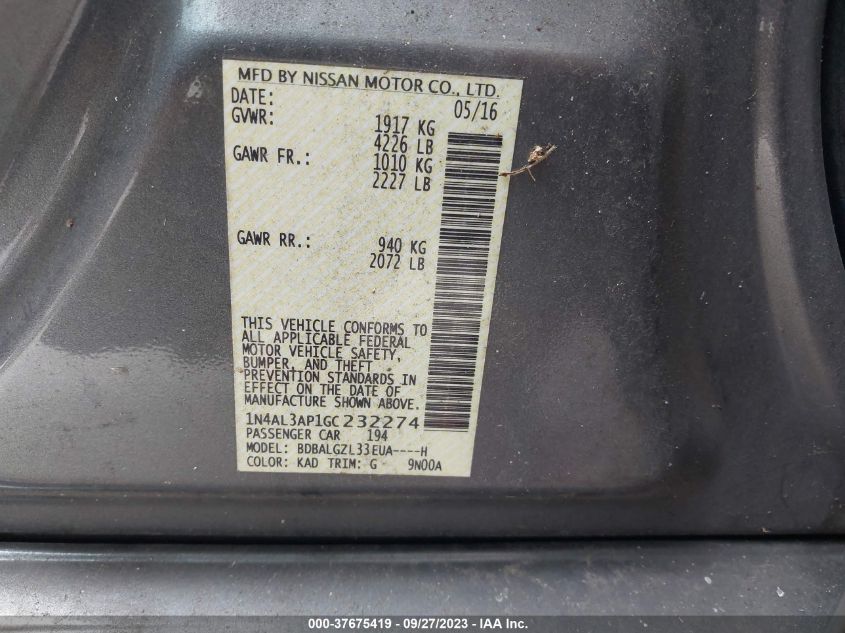 MFD BY NISSAN MOTOR CO., LTD.
DATE: 05/16
GVWR: 1917 KG
4226 LB
GAWR FR.: 1010 KG
2227 LB
GAWR RR.: 940 KG
2072 LB
THIS VEHICLE CONFORMS TO
ALL APPLICABLE FEDERAL
MOTOR VEHICLE SAFETY,
BUMPER, AND THEFT
PREVENTION STANDARDS IN
EFFECT ON THE DATE OF
MANUFACTURE SHOWN ABOVE.
1N4AL3AP1GC232274
PASSENGER CAR 194
MODEL: BDBALGZL33EUA----H
COLOR: KAD TRIM: G 9N00A
000-37675419 - 09/27/2023 - IAA Inc.